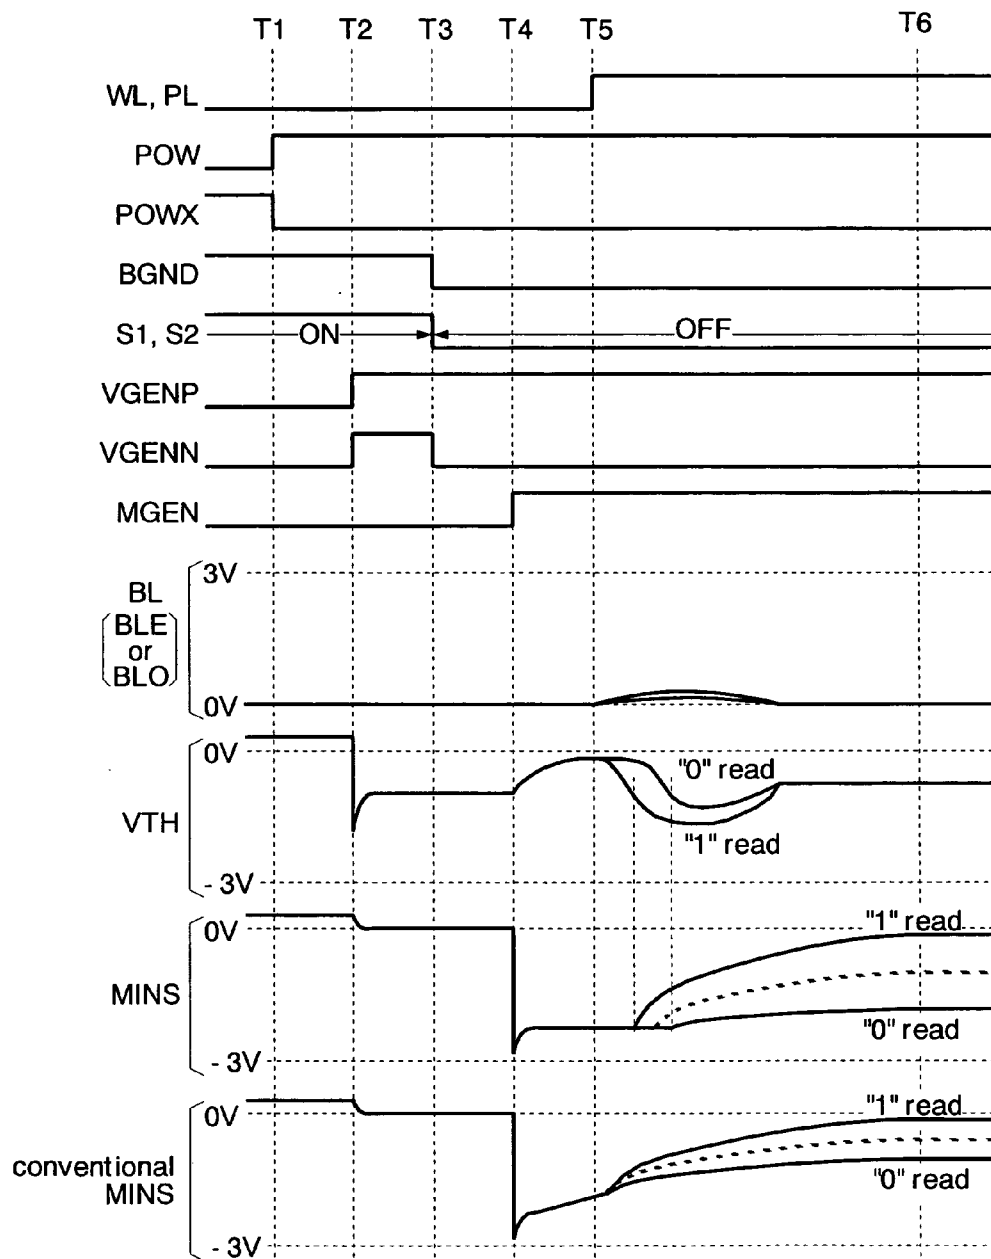 T1 T2 T3 T4 T5 T6
WL, PL
POW
POWX
BGND
S1, S2 ON OFF
VGENP
VGENN
MGEN
3V
BL
BLE
or
BLO
0V
0V
"0" read
VTH
"1" read
- 3V
"1" read
0V
MINS
"0" read
- 3V
"1" read
0V
conventional
MINS
"0" read
- 3V